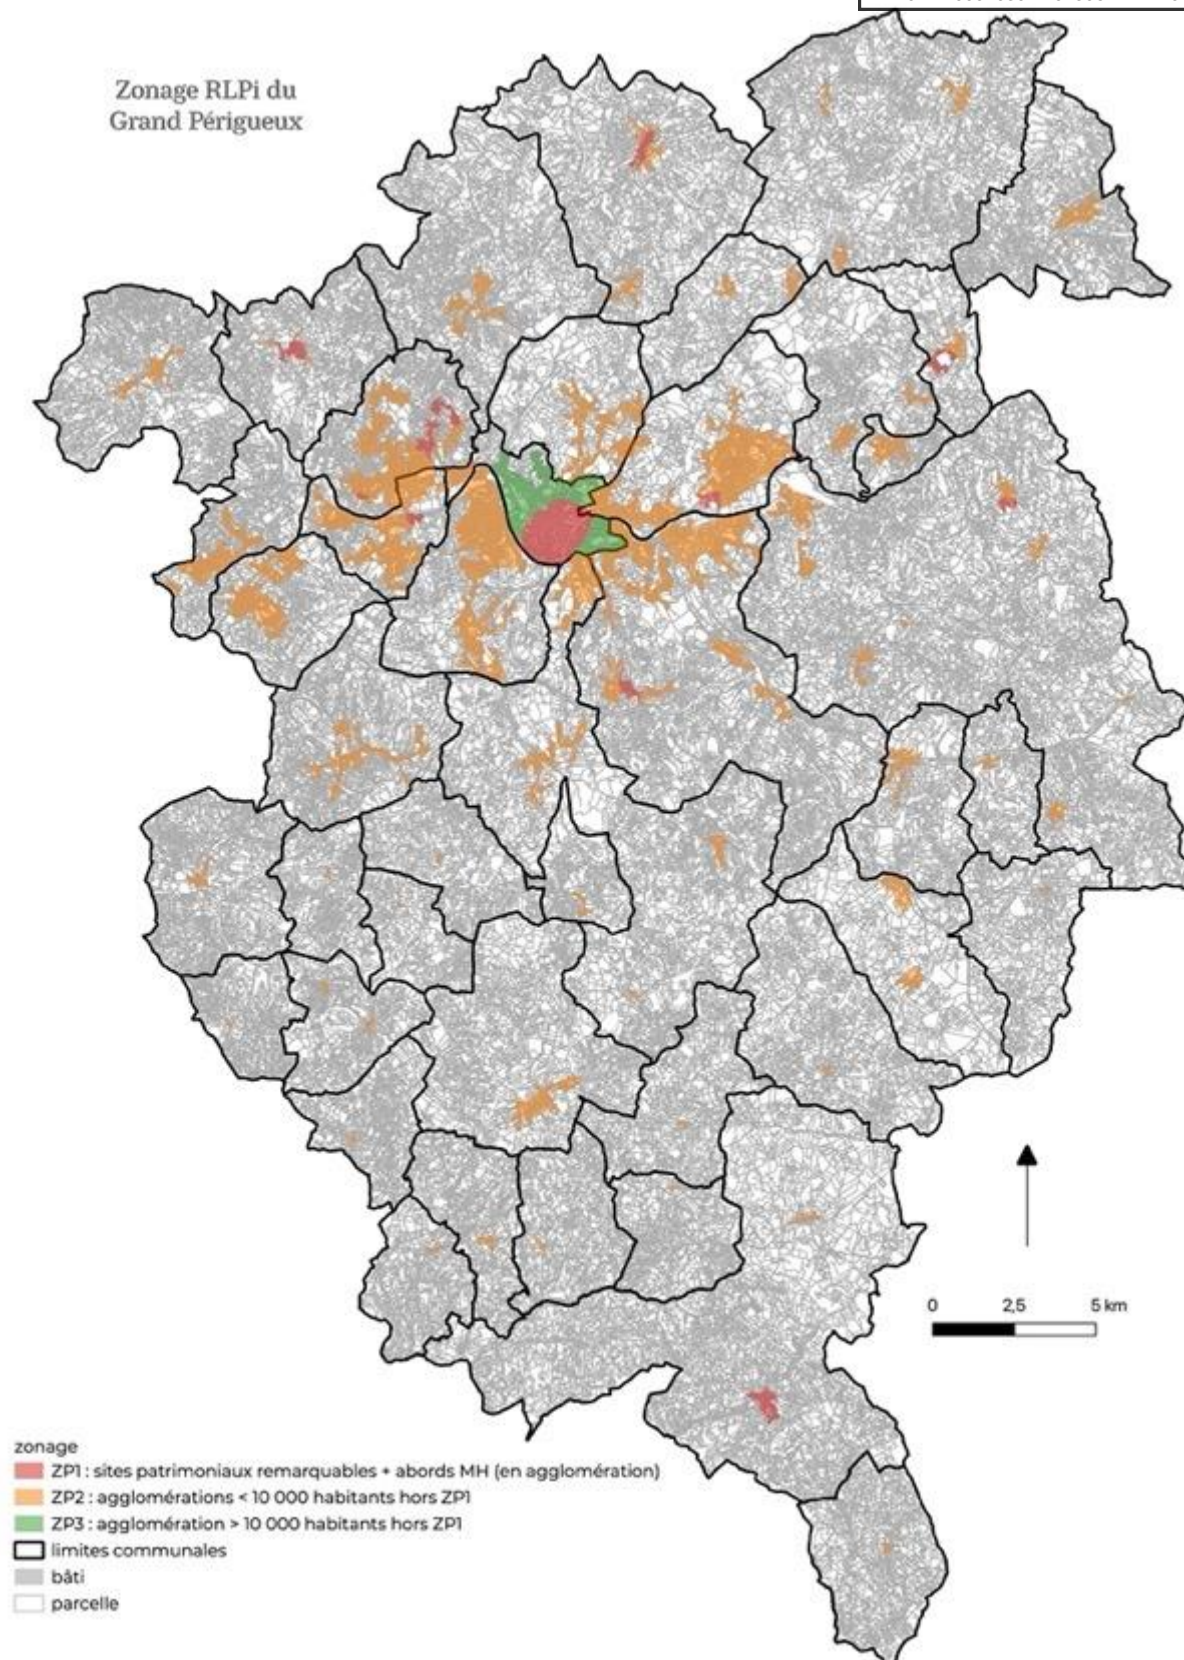 Zonage RLPi du
Grand Périgueux
0 2,5 5 km
zonage
ZP1 : sites patrimoniaux remarquables + abords MH (en agglomération)
ZP2 : agglomérations < 10 000 habitants hors ZP1
ZP3 : agglomération > 10 000 habitants hors ZP1
limites communales
bâti
parcelle